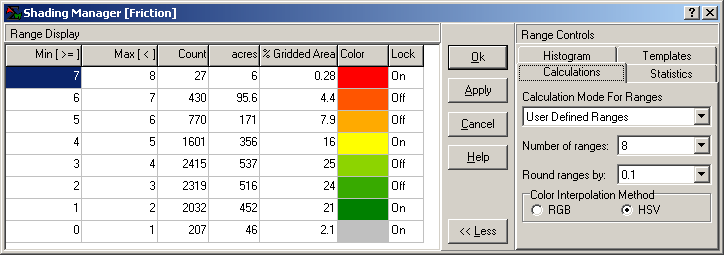 Shading Manager [Friction]
Range Display
Min [ >= ] Max [ < ] Count acres % Gridded Area Color Lock
7 8 27 6 0.28 On
6 7 430 95.6 4.4 Off
5 6 770 171 7.9 Off
4 5 1601 356 16 On
3 4 2415 537 25 Off
2 3 2319 516 24 Off
1 2 2032 452 21 On
0 1 207 46 2.1 On
Ok
Apply
Cancel
Help
<< Less
Range Controls
Histogram Templates
Calculations Statistics
Calculation Mode For Ranges
User Defined Ranges
Number of ranges: 8
Round ranges by: 0.1
Color Interpolation Method
RGB HSV